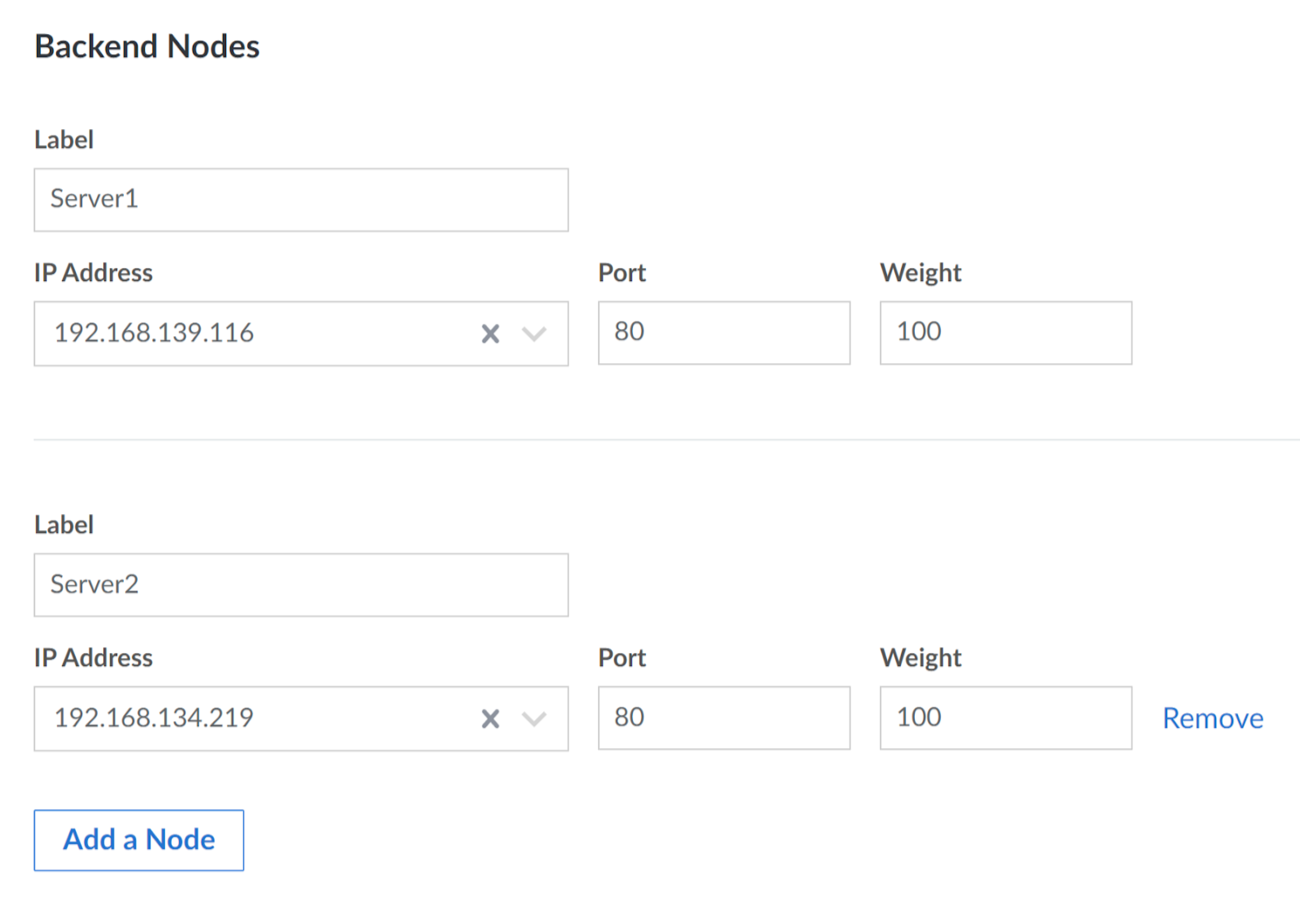 Backend Nodes
Label
Server1
IP Address Port Weight
192.168.139.116 80 100
Label
Server2
IP Address Port Weight
192.168.134.219 80 100 Remove
Add a Node